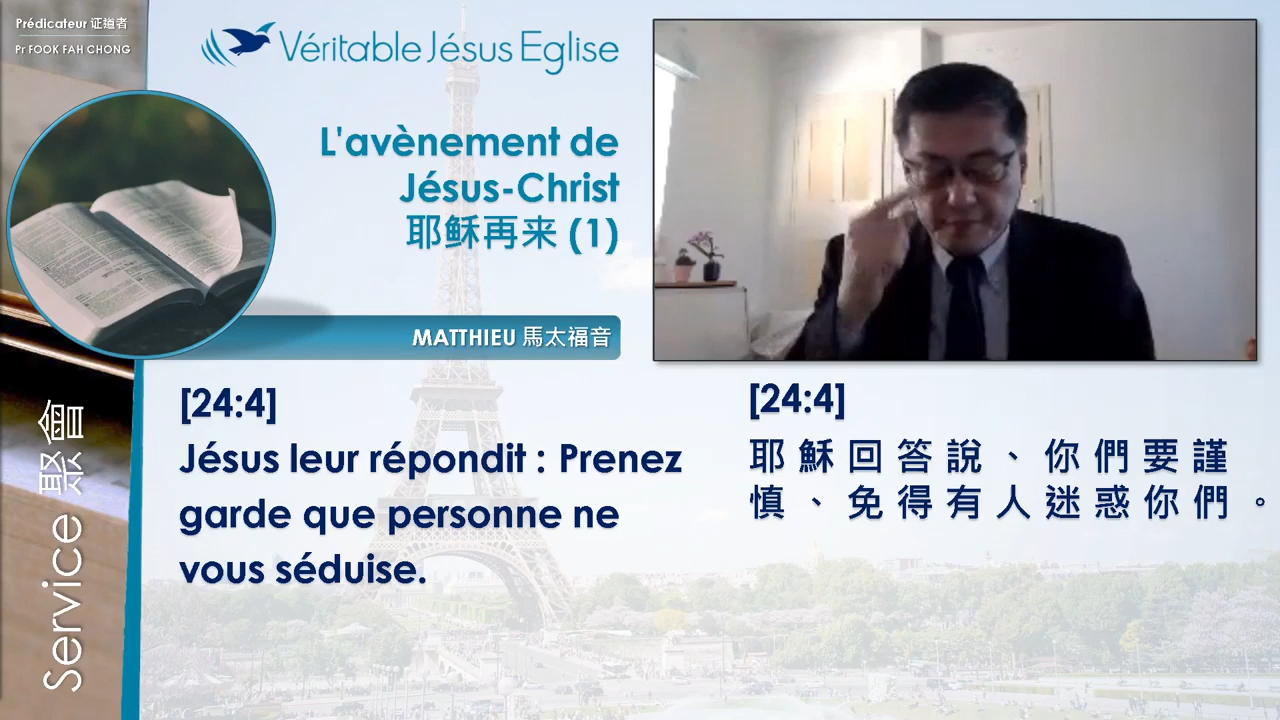 Prédicateur 证道者
Pr FOOK FAH CHONG
Véritable Jésus Eglise
L'avènement de
Jésus-Christ
耶稣再来 (1)
MATTHIEU 馬太福音
[24:4]
Jésus leur répondit : Prenez
garde que personne ne
vous séduise.
[24:4]
耶穌回答說、你們要謹
慎、免得有人迷惑你們。
Service 聚會